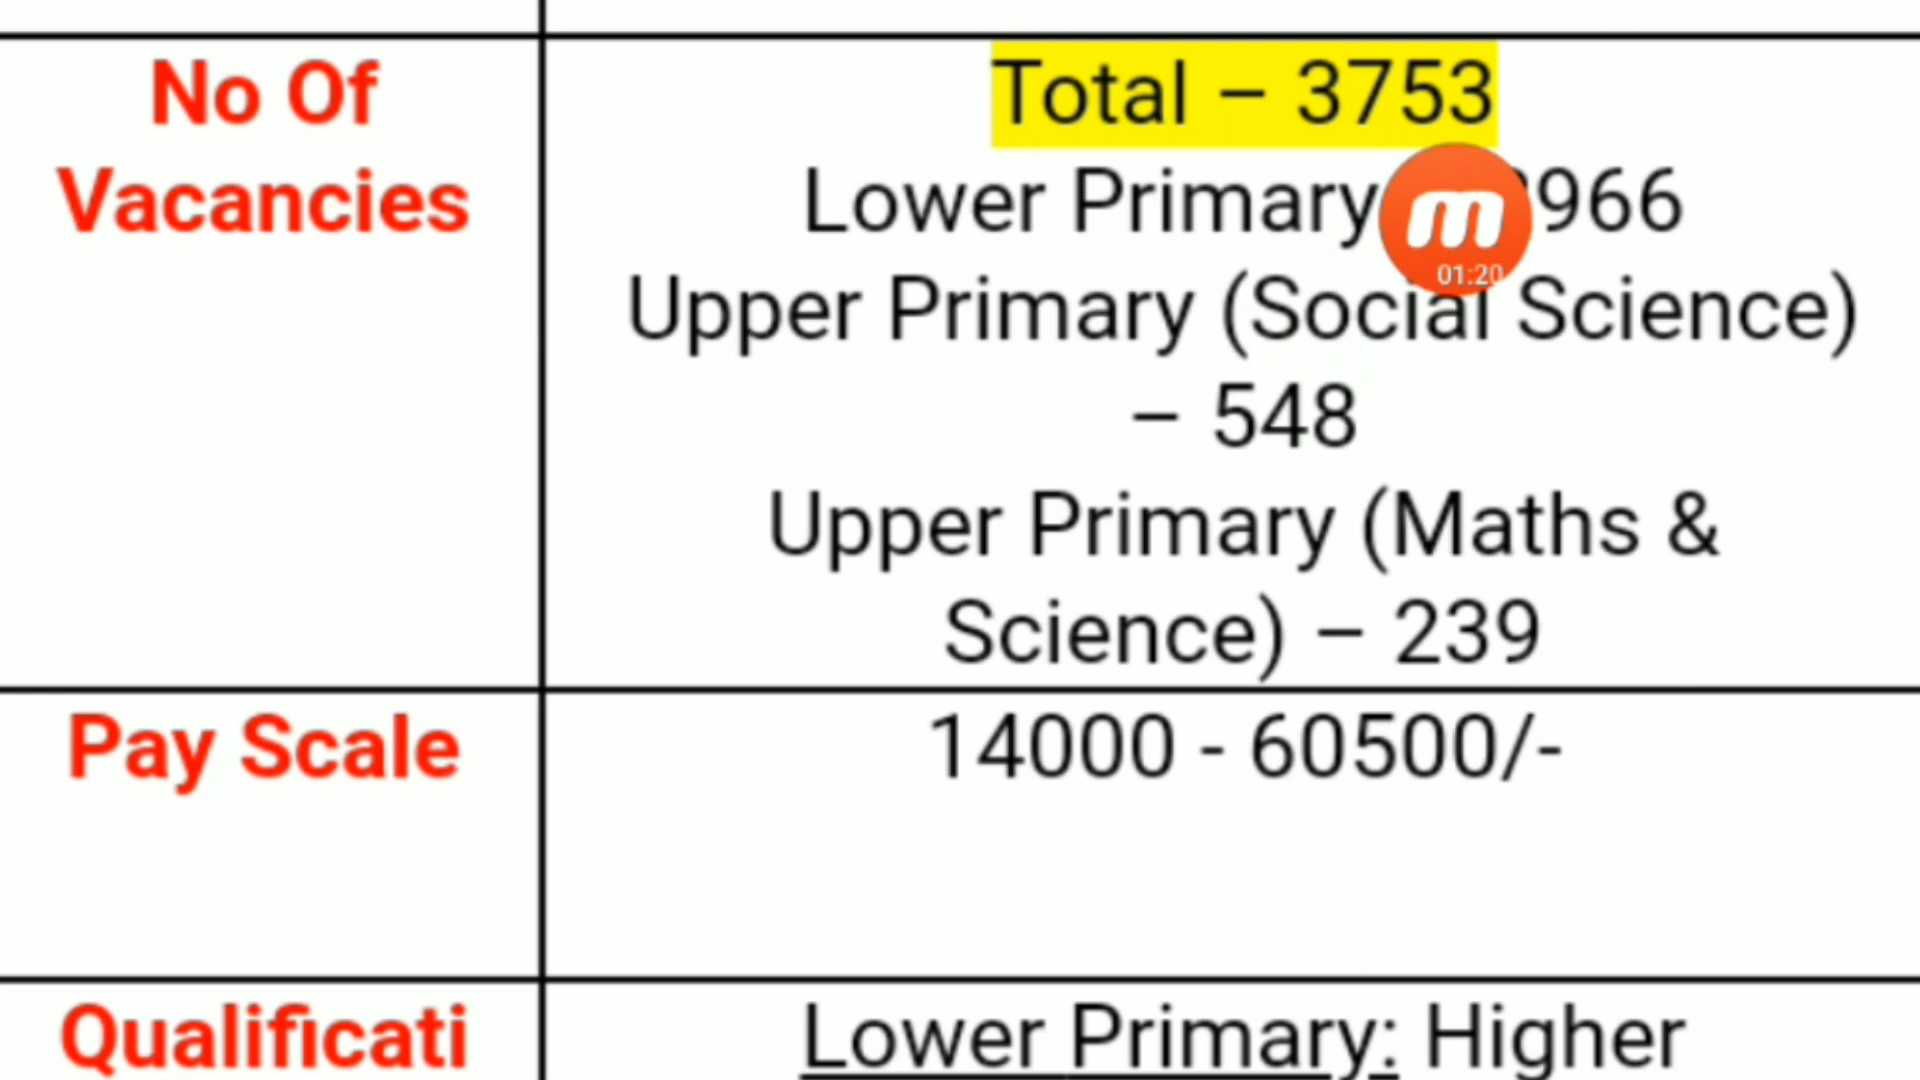 No Of
Vacancies
Total – 3753
Lower Primary 966
Upper Primary (Social Science)
– 548
Upper Primary (Maths &
Science) – 239
Pay Scale
14000 - 60500/-
Qualificati
Lower Primary: Higher
m
01:20